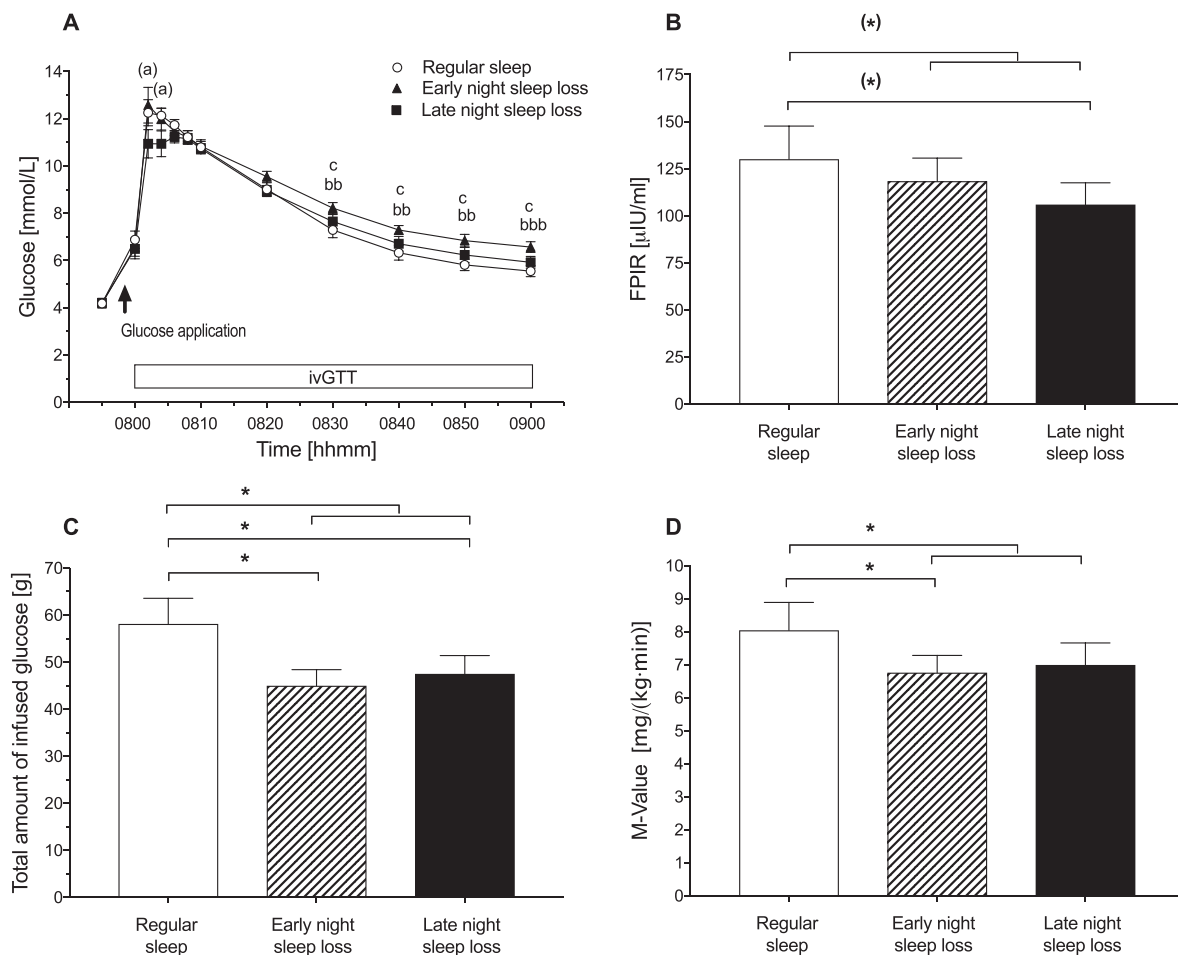 A
(a)
(a)
Regular sleep
Early night sleep loss
Late night sleep loss
14
12
10
8
6
4
2
0
Glucose [mmol/L]
c
bb
c
bb
c
bb
c
bbb
Glucose application
ivGTT
0800
0810
0820
0830
0840
0850
0900
Time [hhmm]
B
(*)
(*)
175
150
125
100
75
50
25
0
FPIR [µIU/ml]
Regular
sleep
Early night
sleep loss
Late night
sleep loss
C
*
*
*
70
60
50
40
30
20
10
0
Total amount of infused glucose [g]
Regular
sleep
Early night
sleep loss
Late night
sleep loss
D
*
*
10
9
8
7
6
5
4
3
2
1
0
M-Value [mg/(kg·min)]
Regular
sleep
Early night
sleep loss
Late night
sleep loss